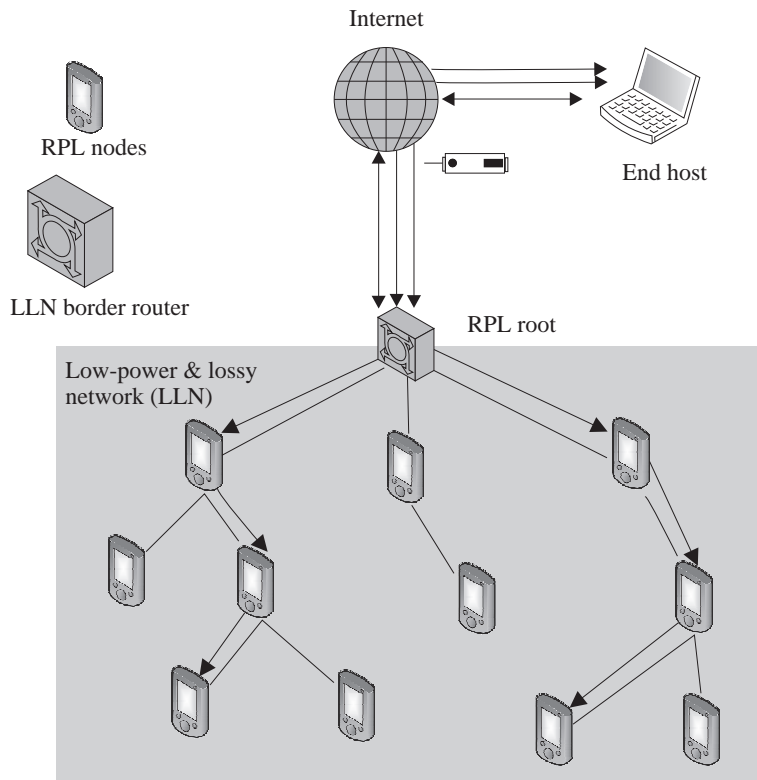 Internet
RPL nodes
End host
LLN border router
RPL root
Low-power & lossy
network (LLN)